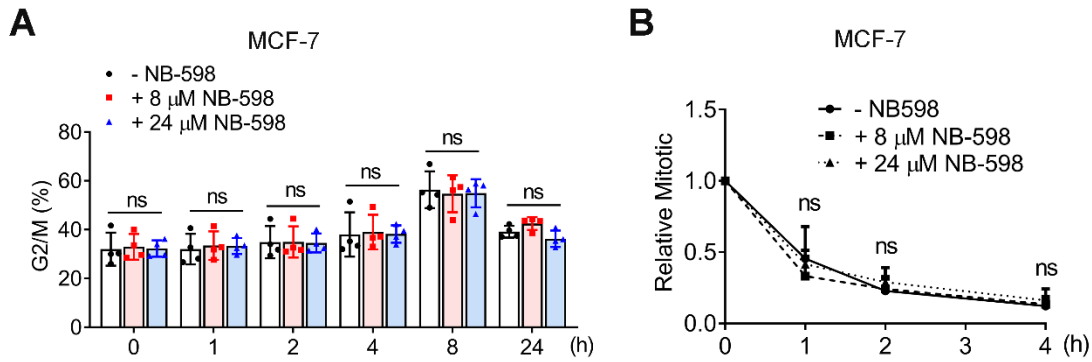 A
MCF-7
- NB-598
+ 8 μM NB-598
+ 24 μM NB-598
G2/M (%)
80
60
40
20
0
ns
ns
ns
ns
ns
ns
0 1 2 4 8 24 (h)
B
MCF-7
- NB598
+ 8 μM NB-598
+ 24 μM NB-598
Relative Mitotic
1.5
1.0
0.5
0.0
ns
ns
ns
0 1 2 3 4 (h)